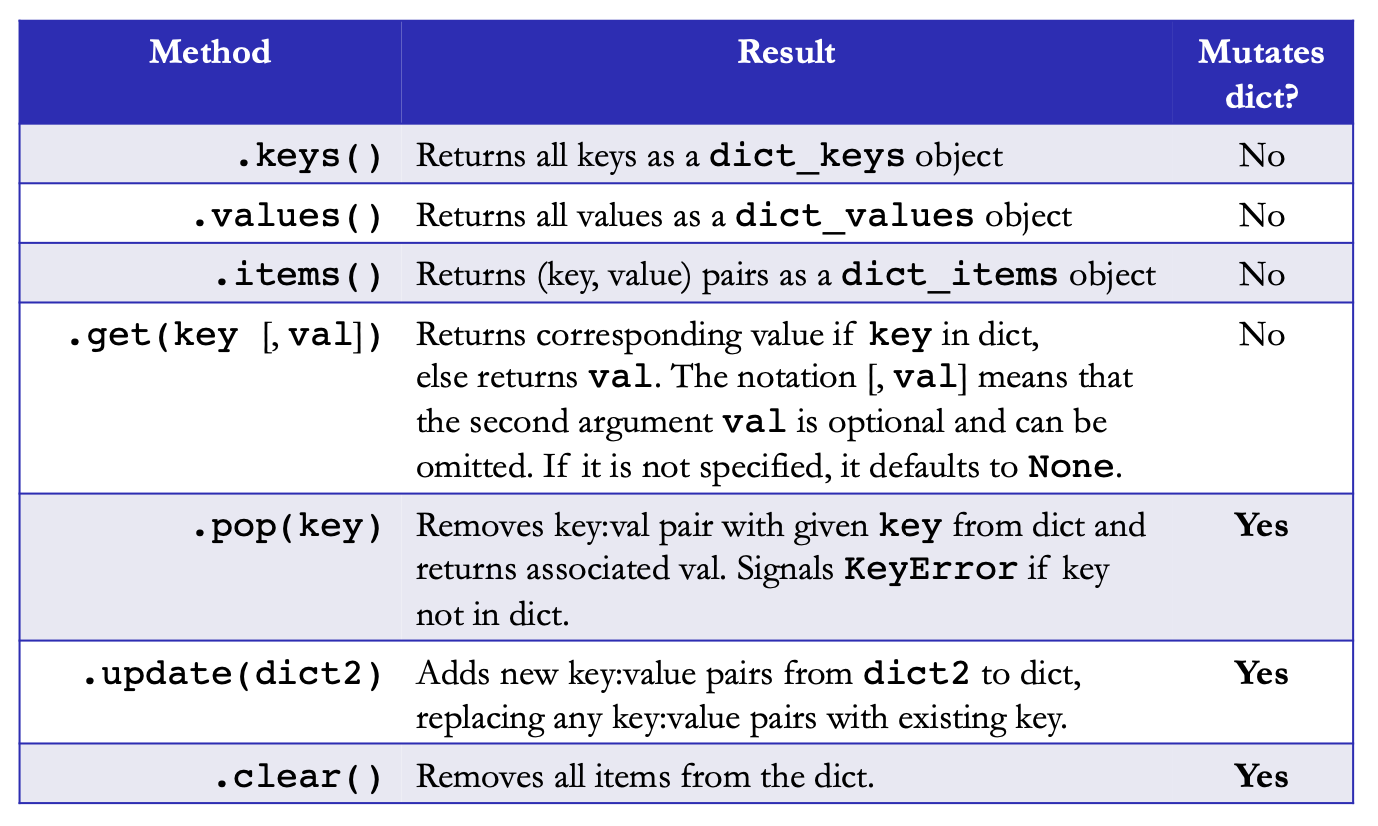 Method Result Mutates
dict?
.keys() Returns all keys as a dict_keys object No
.values() Returns all values as a dict_values object No
.items() Returns (key, value) pairs as a dict_items object No
.get(key [, val]) Returns corresponding value if key in dict, No
else returns val. The notation [, val] means that
the second argument val is optional and can be
omitted. If it is not specified, it defaults to None.
.pop(key) Removes key:val pair with given key from dict and Yes
returns associated val. Signals KeyError if key
not in dict.
.update(dict2) Adds new key:value pairs from dict2 to dict, Yes
replacing any key:value pairs with existing key.
.clear() Removes all items from the dict. Yes